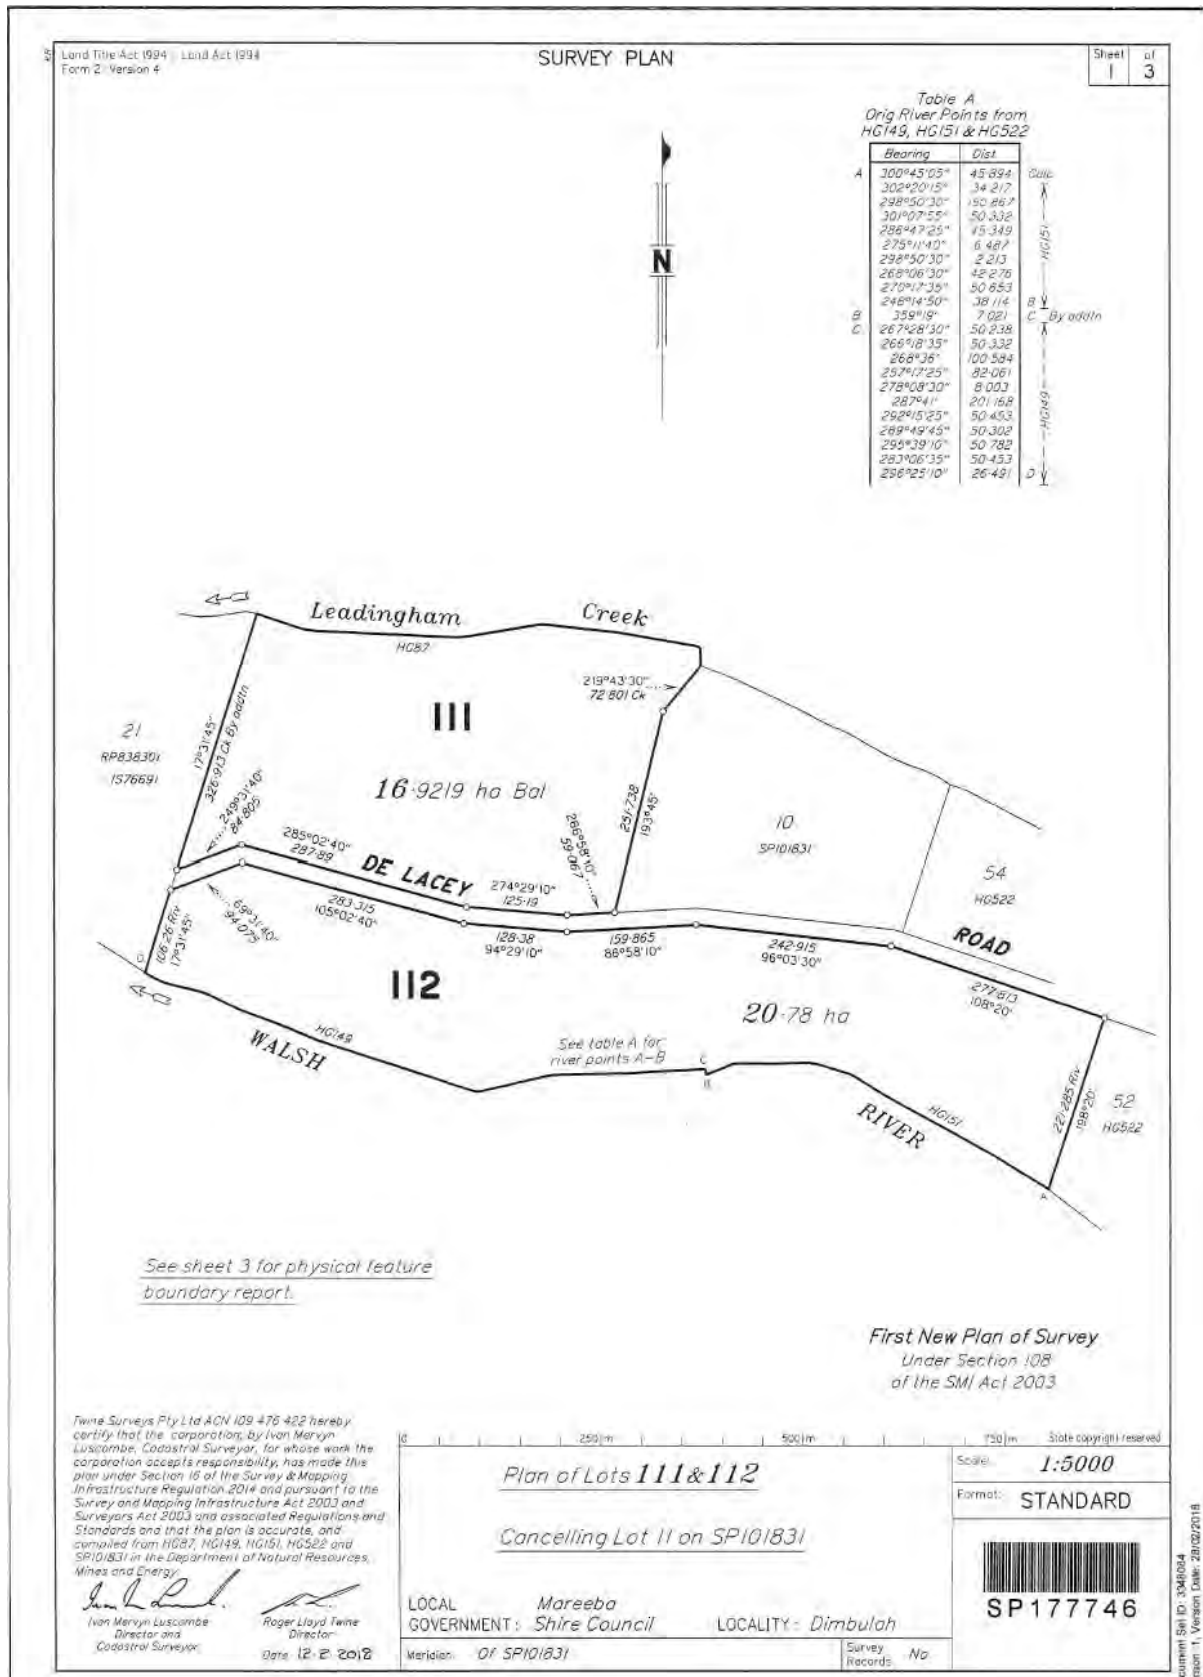 Land Title Act 1994 ; Land Act 1994
Form 2 Version 4
SURVEY PLAN
Sheet of
1 3
Table A
Orig River Points from
HG149, HG151 & HG522
Bearing Dist
A 300°45'05" 45·894 Calc
302°20'15" 34·217
298°50'30" 150·867
301°07'55" 50·332
286°47'25" 45·349
275°11'40" 6·487
298°50'30" 2·213
268°06'30" 42·276
270°17'35" 50·653
246°14'50" 38·114 B
HG151
B 359°19' 7·021 C By addtn
C 267°28'30" 50·238
266°18'35" 50·332
268°36' 100·584
257°17'25" 82·061
278°08'30" 8·003
287°41' 201·168
292°15'25" 50·453
289°49'45" 50·302
295°39'10" 50·782
283°06'35" 50·453
296°25'10" 26·491 D
HG149
N
Leadingham Creek
HG87
219°43'30"
72·801 Ck
111
21
RP838301
IS76691
17°31'45"
326·913 Ck By addtn
16·9219 ha Bal
249°31'40"
84·805
251·738
193°45'
10
SP101831
54
HG522
285°02'40"
287·89
DE LACEY
266°58'10"
59·067
274°29'10"
125·19
ROAD
106·26 Riv
17°31'45"
69°31'40"
94·075
283·315
105°02'40"
128·38
94°29'10"
159·865
86°58'10"
242·915
96°03'30"
277·813
108°20'
D
112
20·78 ha
HG149
WALSH
See table A for
river points A-B
C
B
RIVER
HG151
221·285 Riv
198°20'
52
HG522
A
See sheet 3 for physical feature
boundary report.
First New Plan of Survey
Under Section 108
of the SMI Act 2003
Twine Surveys Pty Ltd ACN 109 476 422 hereby
certify that the corporation, by Ivan Mervyn
Luscombe, Cadastral Surveyor, for whose work the
corporation accepts responsibility, has made this
plan under Section 16 of the Survey & Mapping
Infrastructure Regulation 2014 and pursuant to the
Survey and Mapping Infrastructure Act 2003 and
Surveyors Act 2003 and associated Regulations and
Standards and that the plan is accurate, and
compiled from HG87, HG149, HG151, HG522 and
SP101831 in the Department of Natural Resources,
Mines and Energy.
Ivan Mervyn Luscombe
Director and
Cadastral Surveyor
Roger Lloyd Twine
Director
Date 12-2-2018
0 250m 500m 750m State copyright reserved
Plan of Lots 111 & 112
Cancelling Lot 11 on SP101831
Scale: 1:5000
Format: STANDARD
SP177746
LOCAL
GOVERNMENT: Mareeba
Shire Council
LOCALITY: Dimbulah
Meridian: Of SP101831
Survey
Records No
Set ID: 3348084
1, Version Date: 28/02/2018